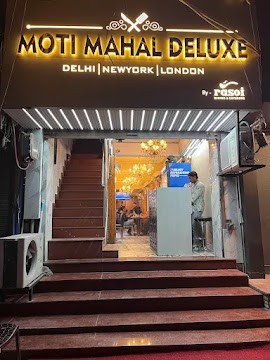 MOTI MAHAL DELUXE
DELHI | NEWYORK | LONDON
By - rasoi